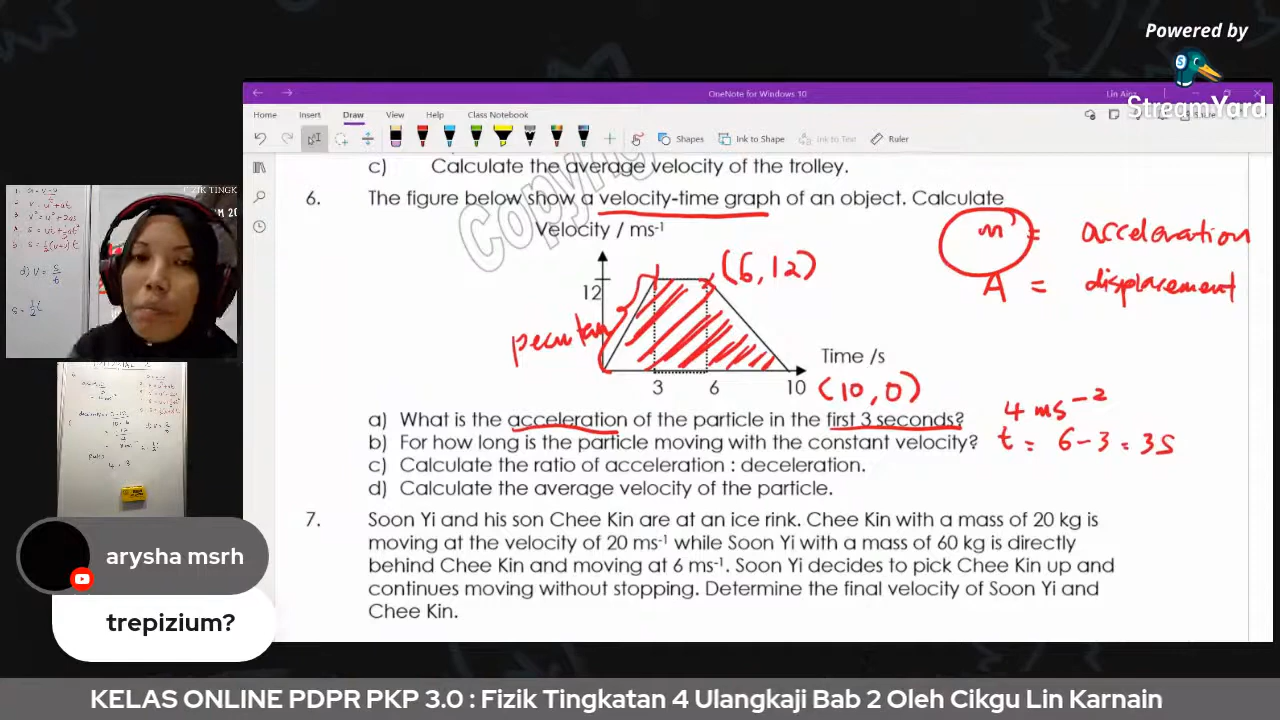 Powered by
StreamYard
OneNote for Windows 10
Lin Ainz
Home Insert Draw View Help Class Notebook
Shapes Ink to Shape Ink to Text Ruler
c) Calculate the average velocity of the trolley.
6. The figure below show a velocity-time graph of an object. Calculate
Velocity / ms-¹
m = acceleration
A = displacement
(6,12)
12
pecutan
Time /s
3 6 10 (10,0)
a) What is the acceleration of the particle in the first 3 seconds?
4 ms-2
b) For how long is the particle moving with the constant velocity?
t = 6-3 = 3s
c) Calculate the ratio of acceleration : deceleration.
d) Calculate the average velocity of the particle.
7. Soon Yi and his son Chee Kin are at an ice rink. Chee Kin with a mass of 20 kg is
moving at the velocity of 20 ms-¹ while Soon Yi with a mass of 60 kg is directly
behind Chee Kin and moving at 6 ms-¹. Soon Yi decides to pick Chee Kin up and
continues moving without stopping. Determine the final velocity of Soon Yi and
Chee Kin.
Copyrig
arysha msrh
trepizium?
KELAS ONLINE PDPR PKP 3.0 : Fizik Tingkatan 4 Ulangkaji Bab 2 Oleh Cikgu Lin Karnain